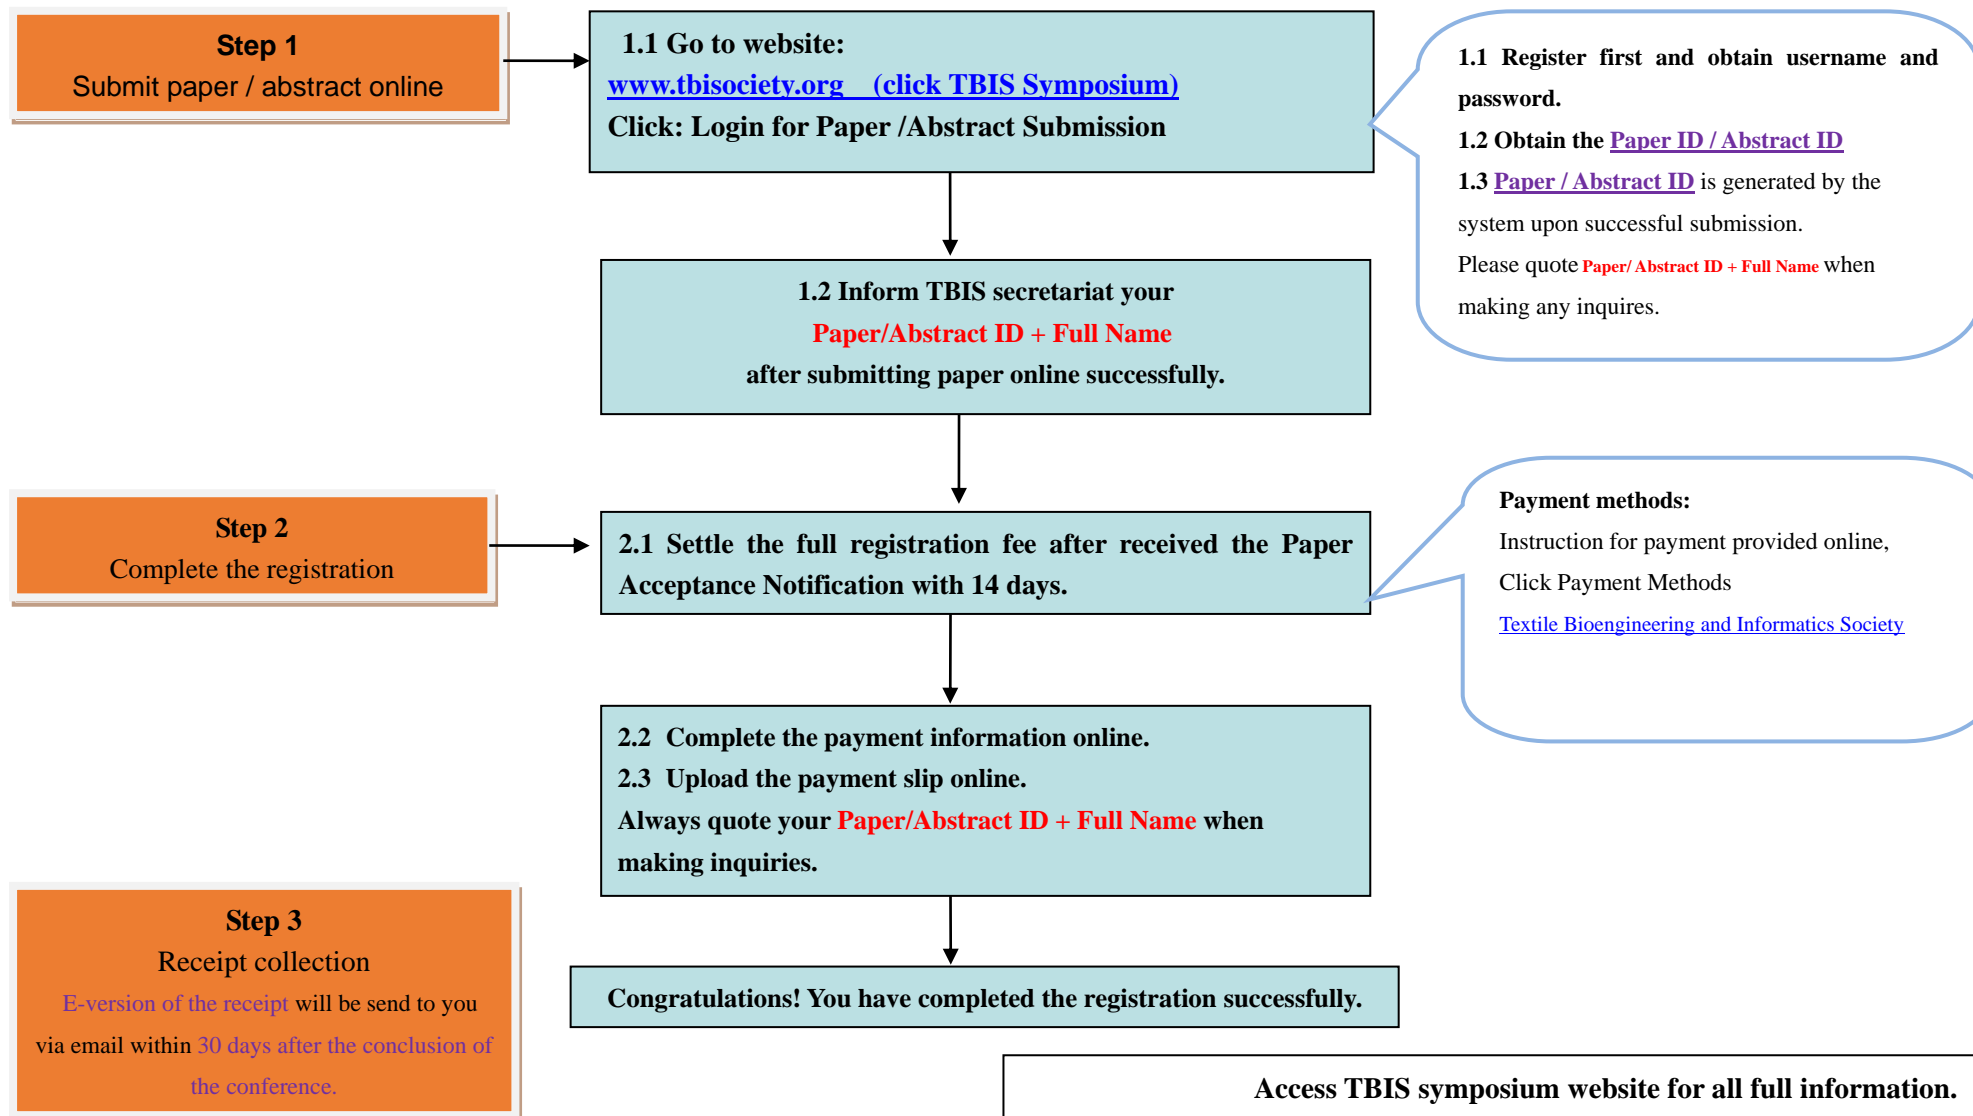 Step 1
Submit paper / abstract online
1.1 Go to website:
www.tbisociety.org (click TBIS Symposium)
Click: Login for Paper /Abstract Submission
1.1 Register first and obtain username and
password.
1.2 Obtain the Paper ID / Abstract ID
1.3 Paper / Abstract ID is generated by the
system upon successful submission.
Please quote Paper/ Abstract ID + Full Name when
making any inquires.
1.2 Inform TBIS secretariat your
Paper/Abstract ID + Full Name
after submitting paper online successfully.
Step 2
Complete the registration
2.1 Settle the full registration fee after received the Paper
Acceptance Notification with 14 days.
Payment methods:
Instruction for payment provided online,
Click Payment Methods
Textile Bioengineering and Informatics Society
2.2 Complete the payment information online.
2.3 Upload the payment slip online.
Always quote your Paper/Abstract ID + Full Name when
making inquiries.
Step 3
Receipt collection
E-version of the receipt will be send to you
via email within 30 days after the conclusion of
the conference.
Congratulations! You have completed the registration successfully.
Access TBIS symposium website for all full information.